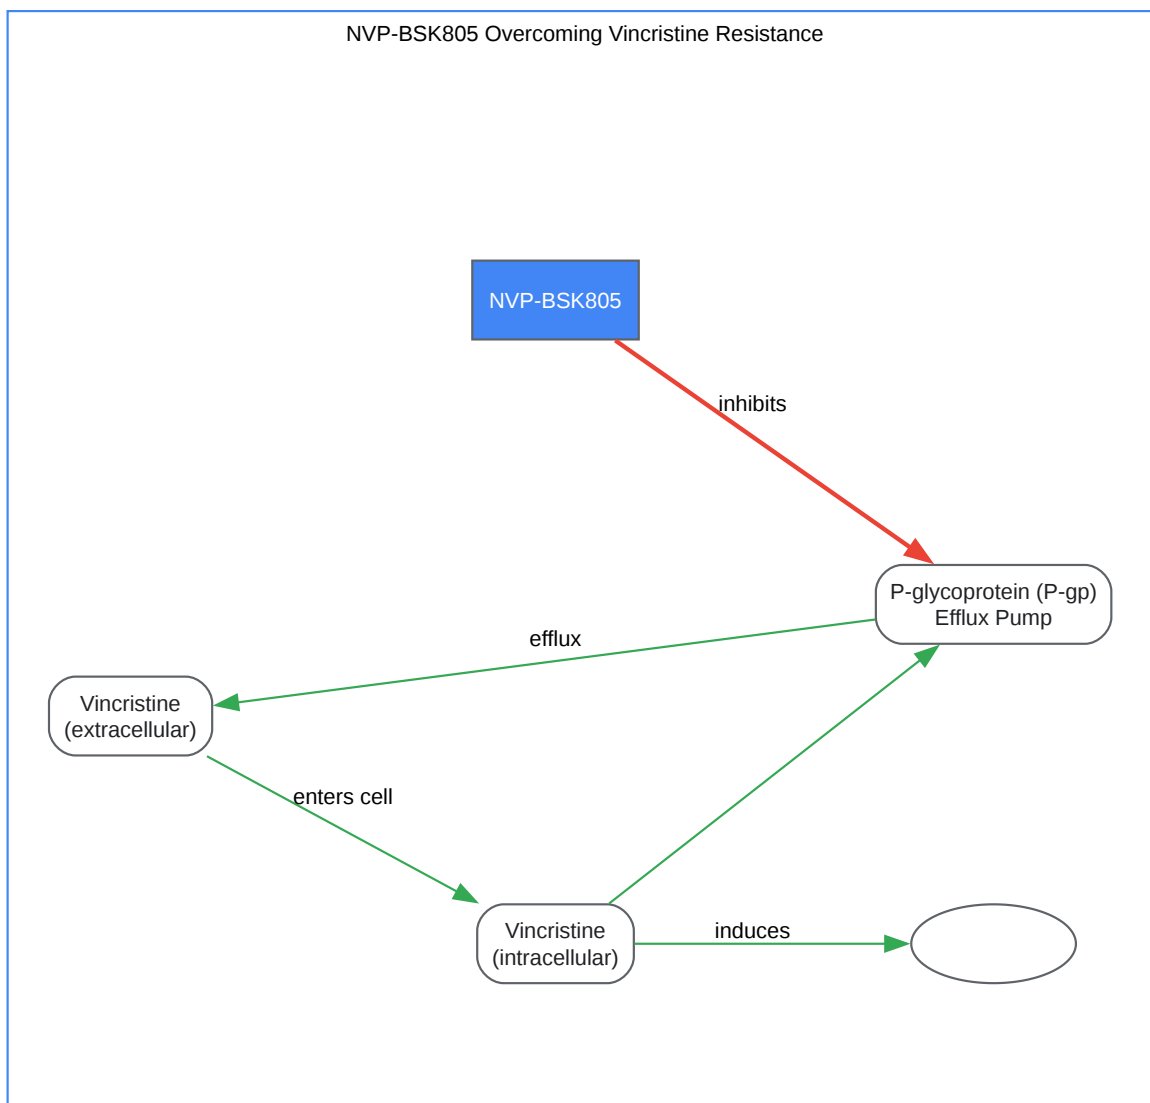 NVP-BSK805 Overcoming Vincristine Resistance
NVP-BSK805
inhibits
P-glycoprotein (P-gp)
Efflux Pump
efflux
Vincristine
(extracellular)
enters cell
Vincristine
(intracellular)
induces